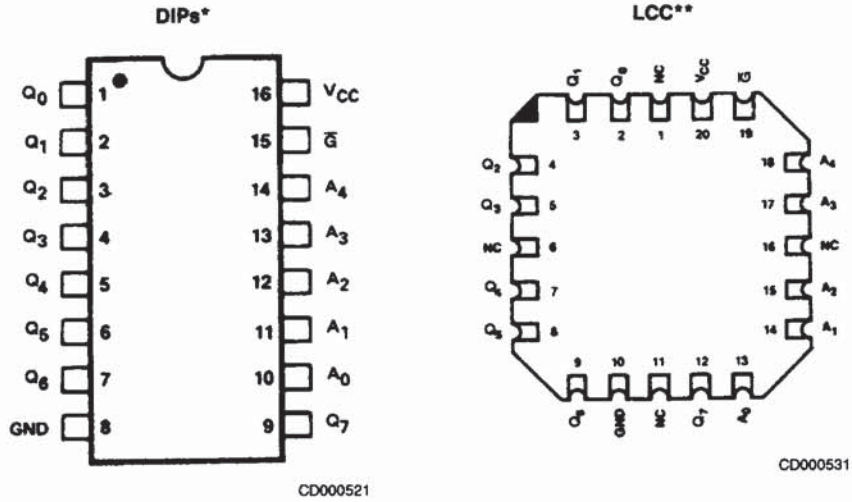 DIPs*
Q0 1 16 VCC
Q1 2 15 G̅
Q2 3 14 A4
Q3 4 13 A3
Q4 5 12 A2
Q5 6 11 A1
Q6 7 10 A0
GND 8 9 Q7
CD000521
LCC**
Q1 Q0 NC VCC G̅
3 2 1 20 19
Q2 4 18 A4
Q3 5 17 A3
NC 6 16 NC
Q4 7 15 A2
Q5 8 14 A1
9 10 11 12 13
Q6 GND NC Q7 A0
CD000531